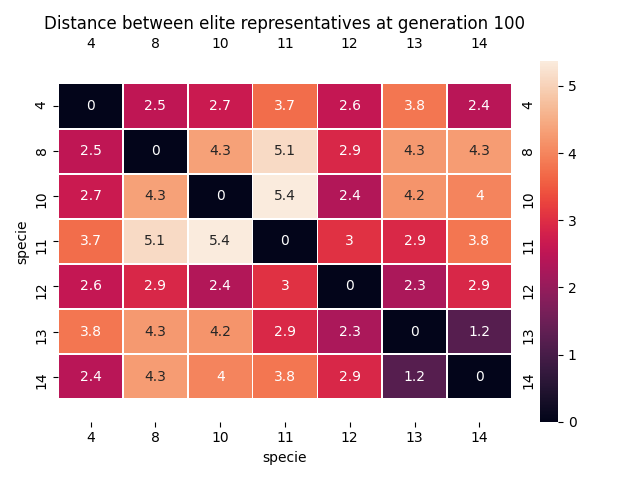 Distance between elite representatives at generation 100
4 8 10 11 12 13 14
4 0 2.5 2.7 3.7 2.6 3.8 2.4 4
8 2.5 0 4.3 5.1 2.9 4.3 4.3 8
10 2.7 4.3 0 5.4 2.4 4.2 4 10
11 3.7 5.1 5.4 0 3 2.9 3.8 11
12 2.6 2.9 2.4 3 0 2.3 2.9 12
13 3.8 4.3 4.2 2.9 2.3 0 1.2 13
14 2.4 4.3 4 3.8 2.9 1.2 0 14
4 8 10 11 12 13 14
specie
specie
5
4
3
2
1
0